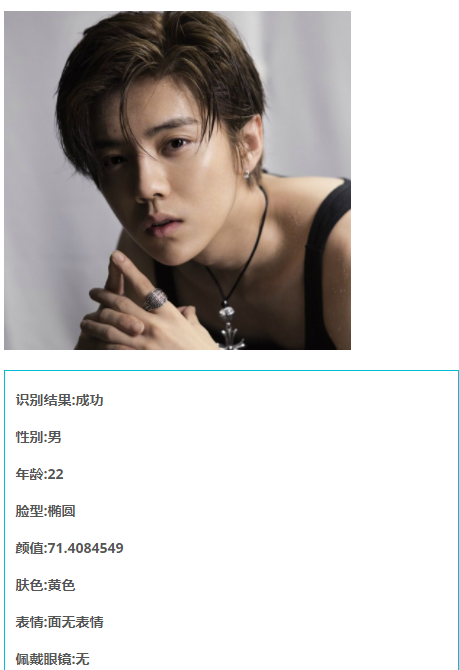 识别结果:成功
性别:男
年龄:22
脸型:椭圆
颜值:71.4084549
肤色:黄色
表情:面无表情
佩戴眼镜:无